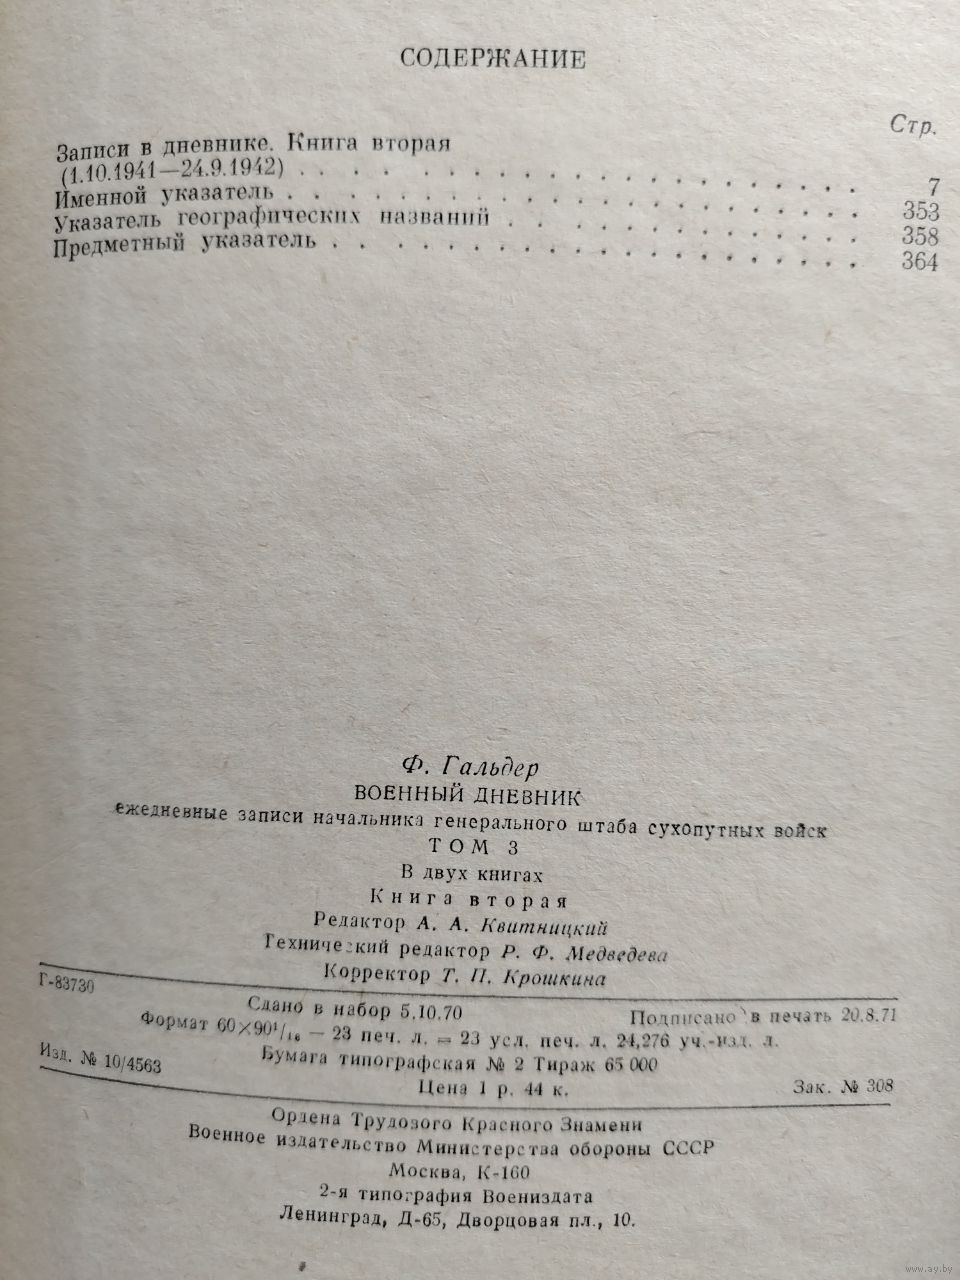 СОДЕРЖАНИЕ
Стр.
Записи в дневнике. Книга вторая
(1.10.1941—24.9.1942) . . . . . . . . . . . . . . . . . . . . . . 7
Именной указатель . . . . . . . . . . . . . . . . . . . . . . 353
Указатель географических названий . . . . . . . . . . . . . . 358
Предметный указатель . . . . . . . . . . . . . . . . . . . . . 364
Ф. Гальдер
ВОЕННЫЙ ДНЕВНИК
ежедневные записи начальника генерального штаба сухопутных войск
ТОМ 3
В двух книгах
Книга вторая
Редактор А. А. Квитницкий
Технический редактор Р. Ф. Медведева
Корректор Т. П. Крошкина
Г-83730
Сдано в набор 5.10.70 Подписано в печать 20.8.71
Формат 60×90¹/₁₆ — 23 печ. л. = 23 усл. печ. л. 24,276 уч.-изд. л.
Изд. № 10/4563 Бумага типографская № 2 Тираж 65 000
Цена 1 р. 44 к. Зак. № 308
Ордена Трудового Красного Знамени
Военное издательство Министерства обороны СССР
Москва, К-160
2-я типография Воениздата
Ленинград, Д-65, Дворцовая пл., 10.
www.ay.by